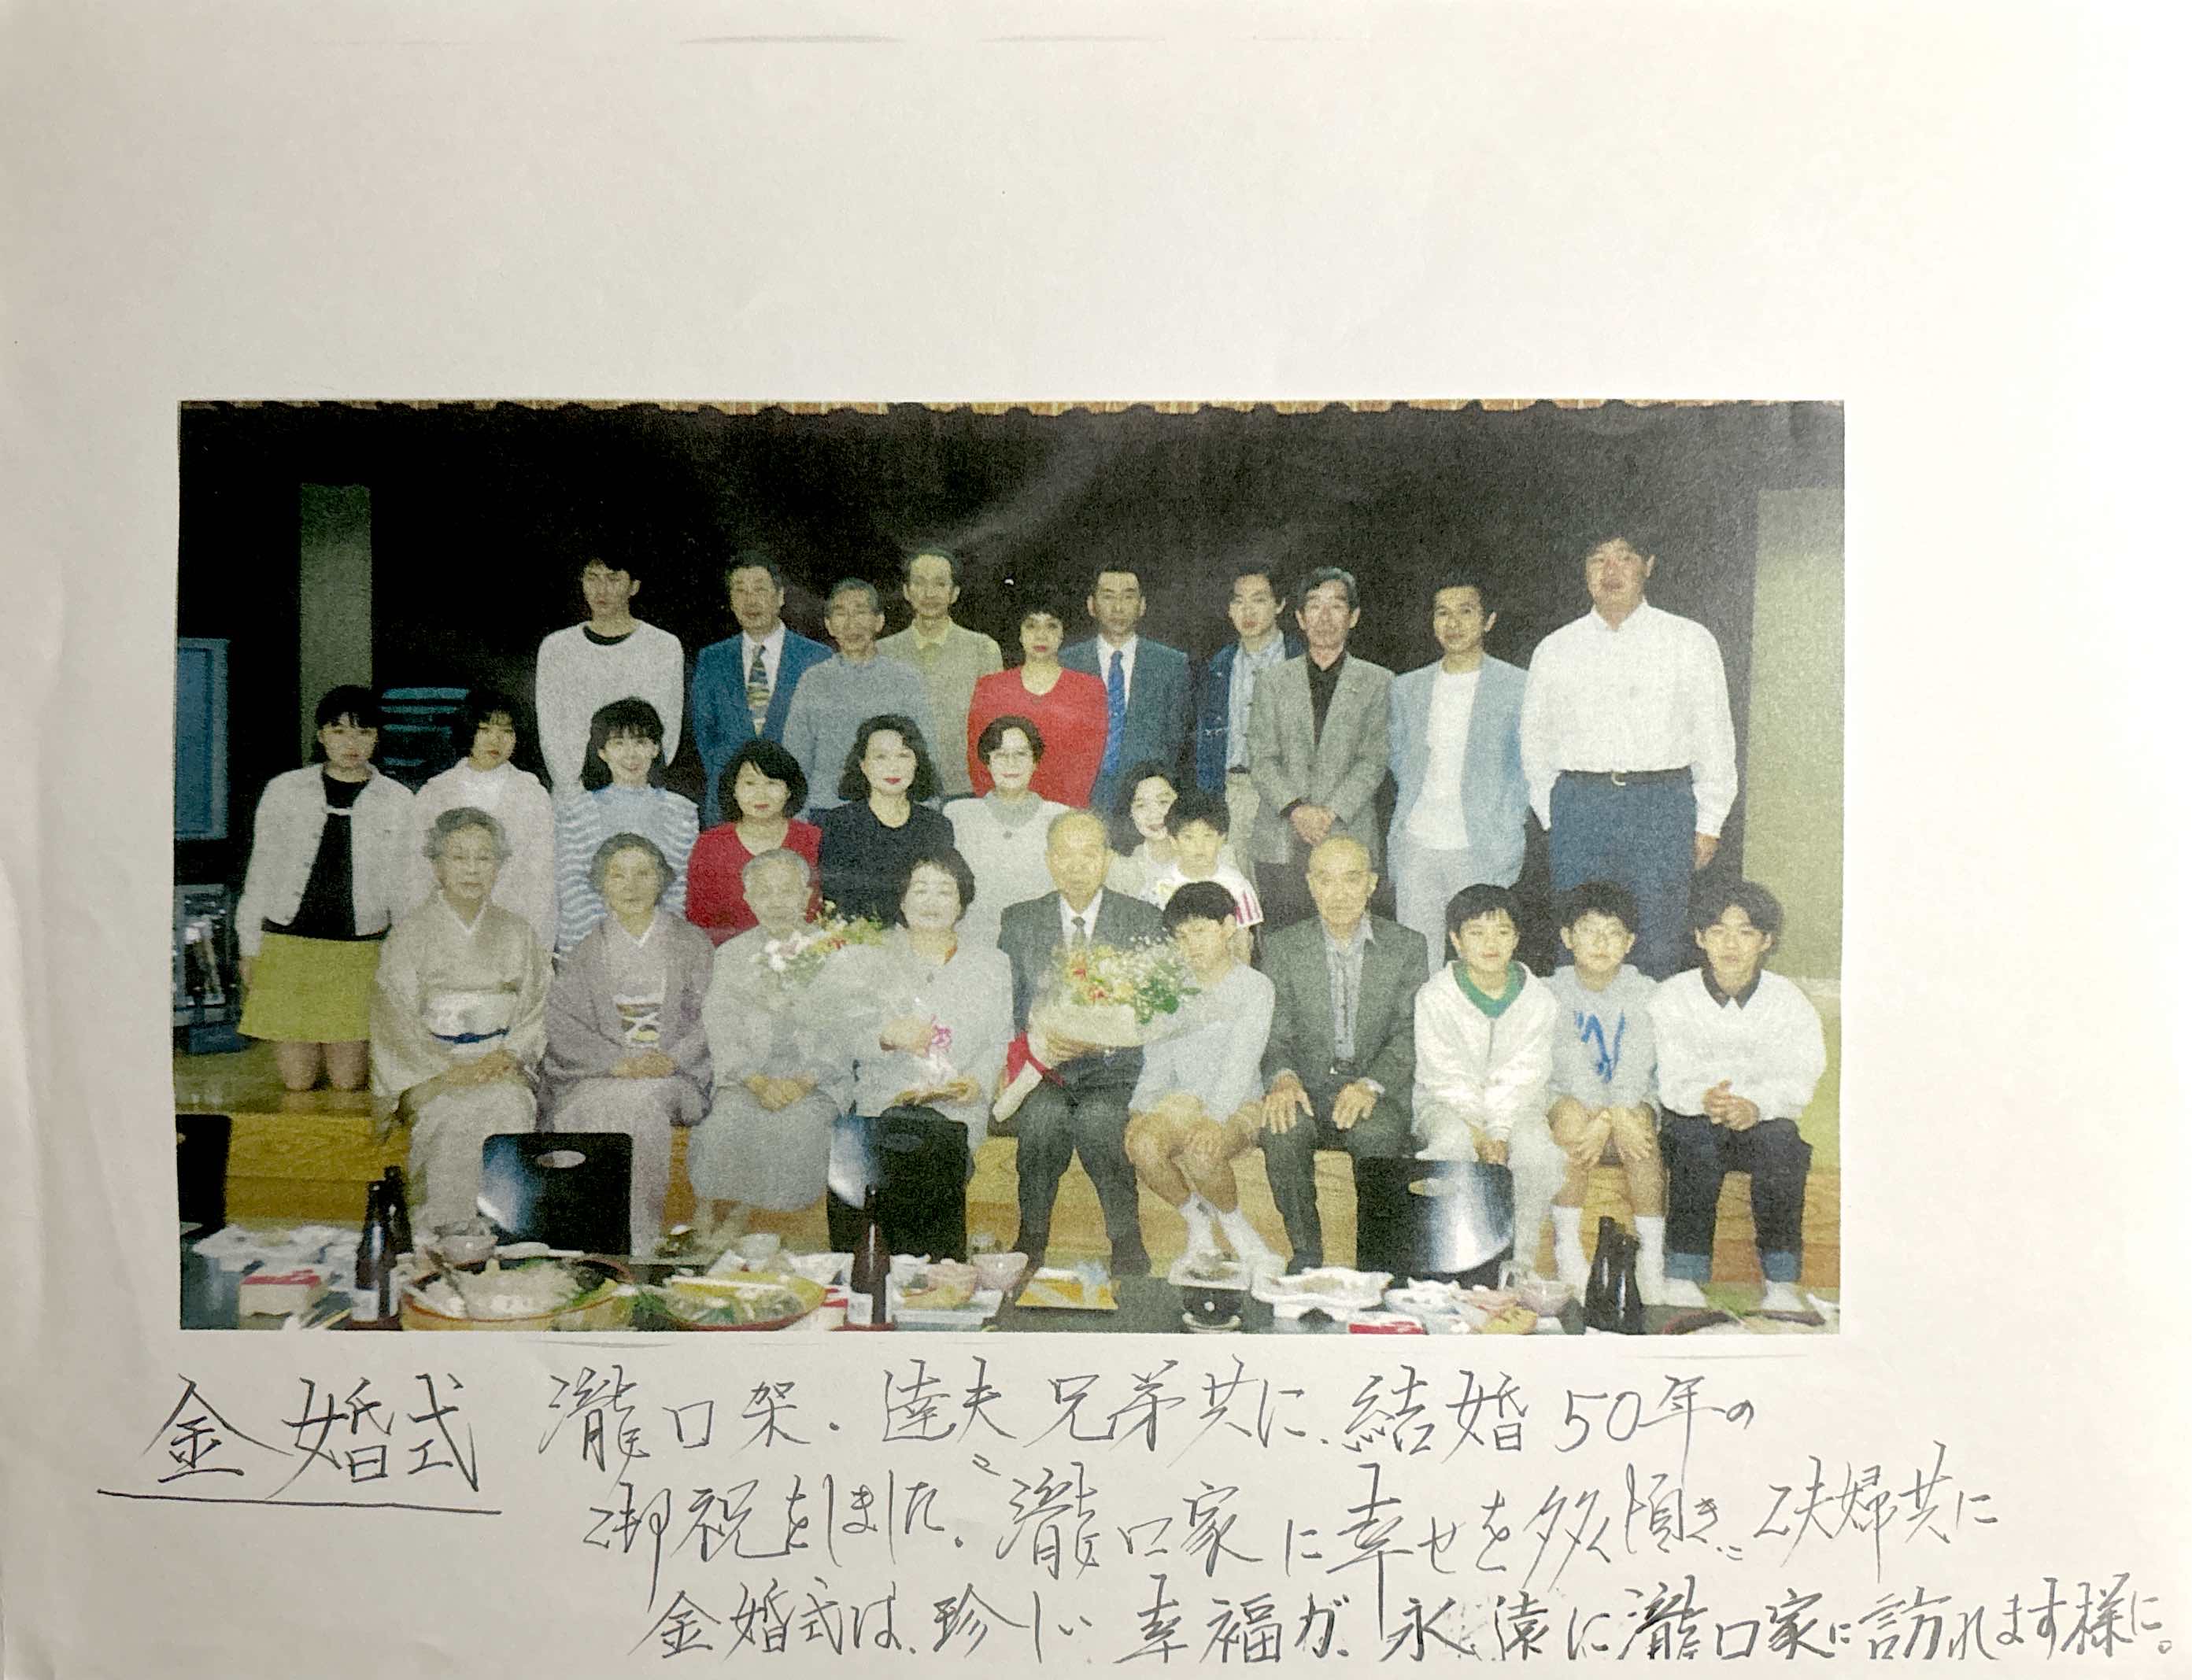 金婚式 瀧口架、達夫兄弟共に、結婚50年の
御祝をしました。瀧口家に幸せを多く頂き、2夫婦共に
金婚式は、珍しい幸福が、永遠に瀧口家に訪れます様に。